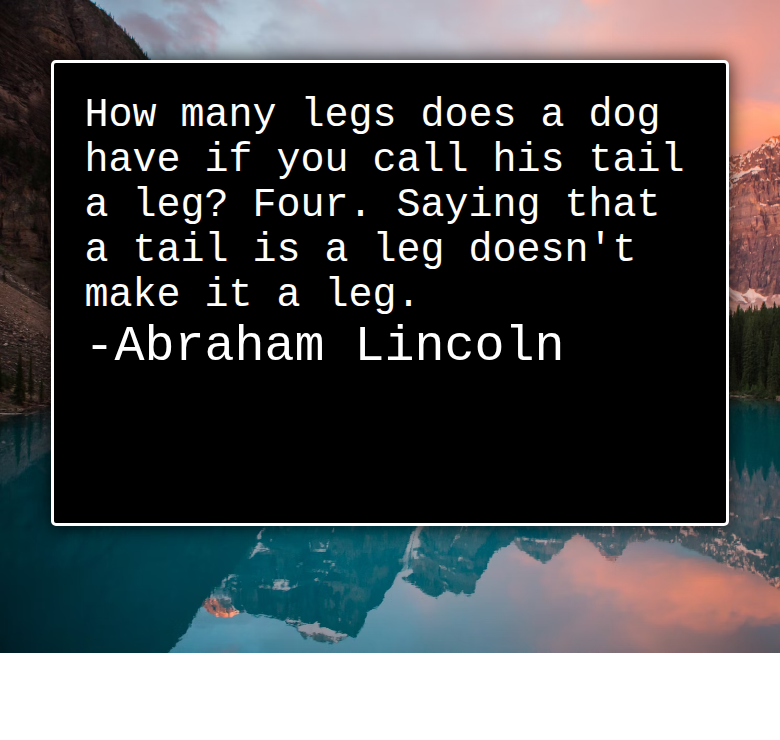 How many legs does a dog
have if you call his tail
a leg? Four. Saying that
a tail is a leg doesn't
make it a leg.
-Abraham Lincoln